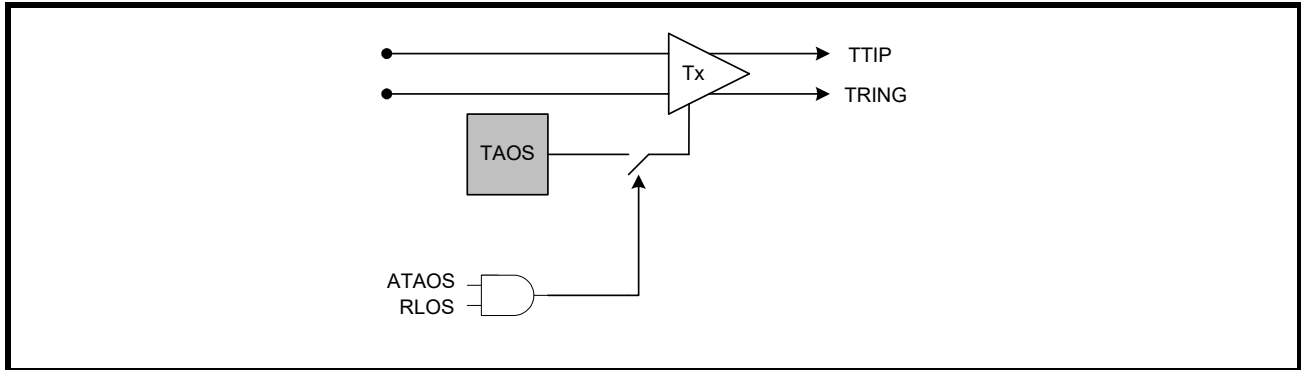 Tx
TTIP
TRING
TAOS
ATAOS
RLOS